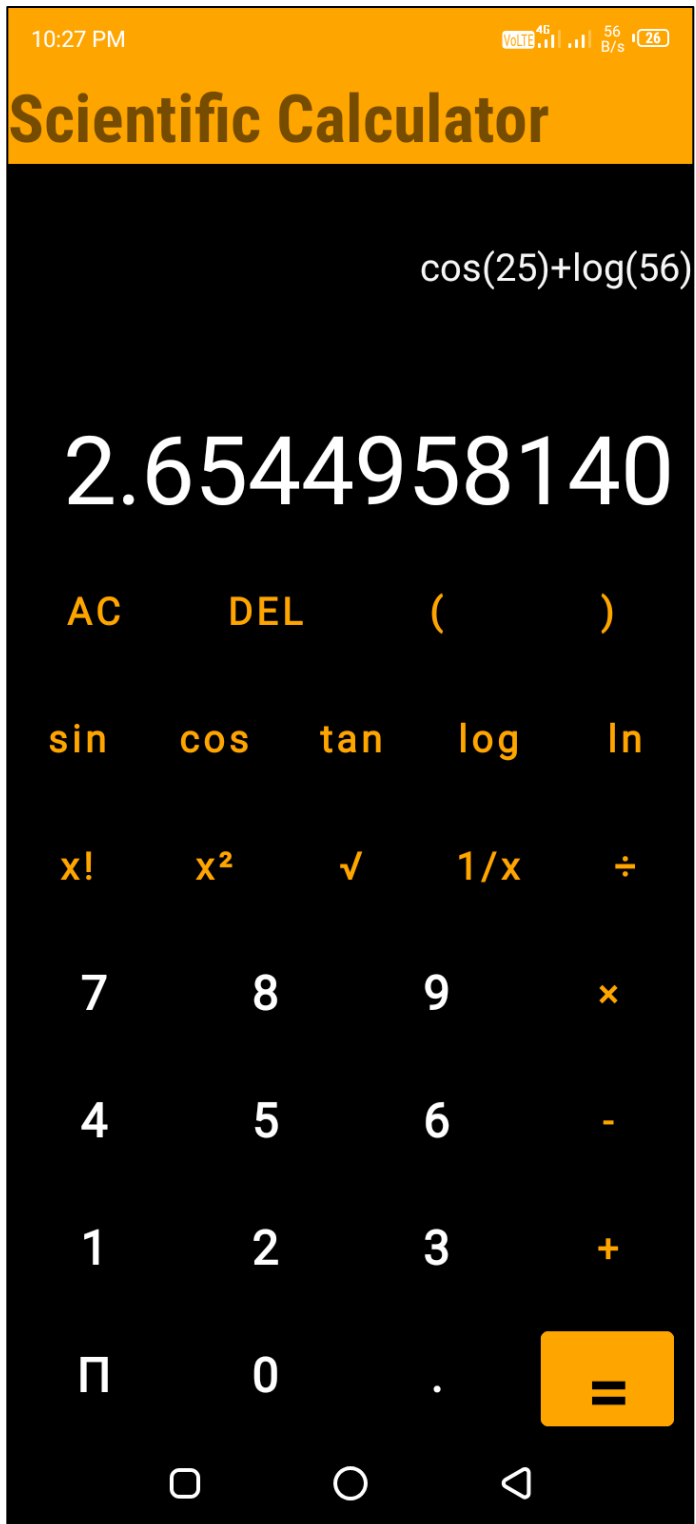 10:27 PM VoLTE 4G 56 B/s 26
Scientific Calculator
cos(25)+log(56)
2.6544958140
AC DEL ( )
sin cos tan log ln
x! x² √ 1/x ÷
7 8 9 ×
4 5 6 -
1 2 3 +
П 0 . =